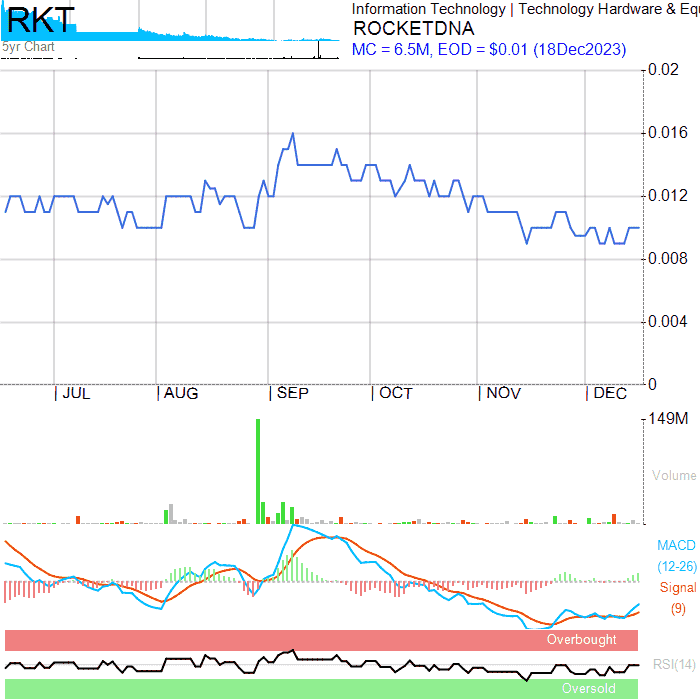 RKT
5yr Chart
Information Technology | Technology Hardware & Equ
ROCKETDNA
MC = 6.5M, EOD = $0.01 (18Dec2023)
0.02
0.016
0.012
0.008
0.004
0
| JUL | AUG | SEP | OCT | NOV | DEC
149M
Volume
MACD
(12-26)
Signal
(9)
Overbought
RSI(14)
Oversold